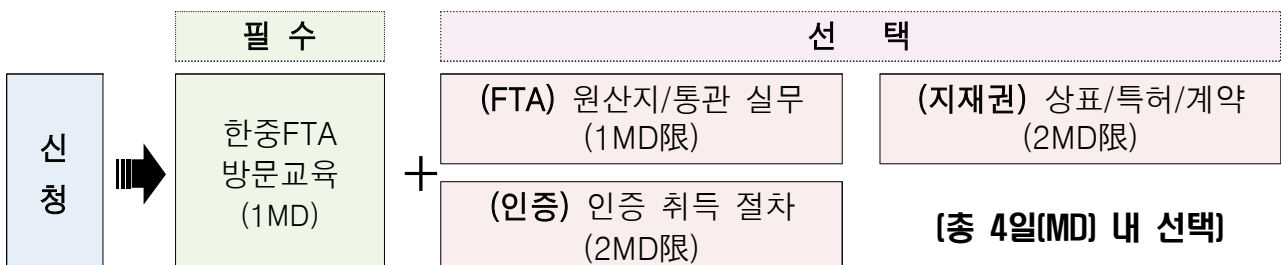 필 수
선 택
신
청
한중FTA
방문교육
(1MD)
+
(FTA) 원산지/통관 실무
(1MD限)
(지재권) 상표/특허/계약
(2MD限)
(인증) 인증 취득 절차
(2MD限)
(총 4일(MD) 내 선택)